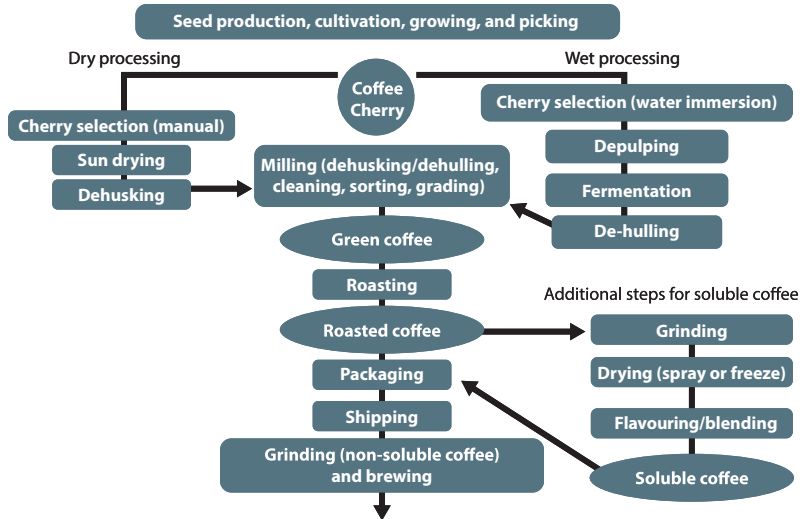 Seed production, cultivation, growing, and picking
Dry processing
Wet processing
Coffee
Cherry
Cherry selection (manual)
Sun drying
Dehusking
Cherry selection (water immersion)
Depulping
Fermentation
De-hulling
Milling (dehusking/dehulling,
cleaning, sorting, grading)
Green coffee
Roasting
Roasted coffee
Additional steps for soluble coffee
Grinding
Drying (spray or freeze)
Flavouring/blending
Soluble coffee
Packaging
Shipping
Grinding (non-soluble coffee)
and brewing